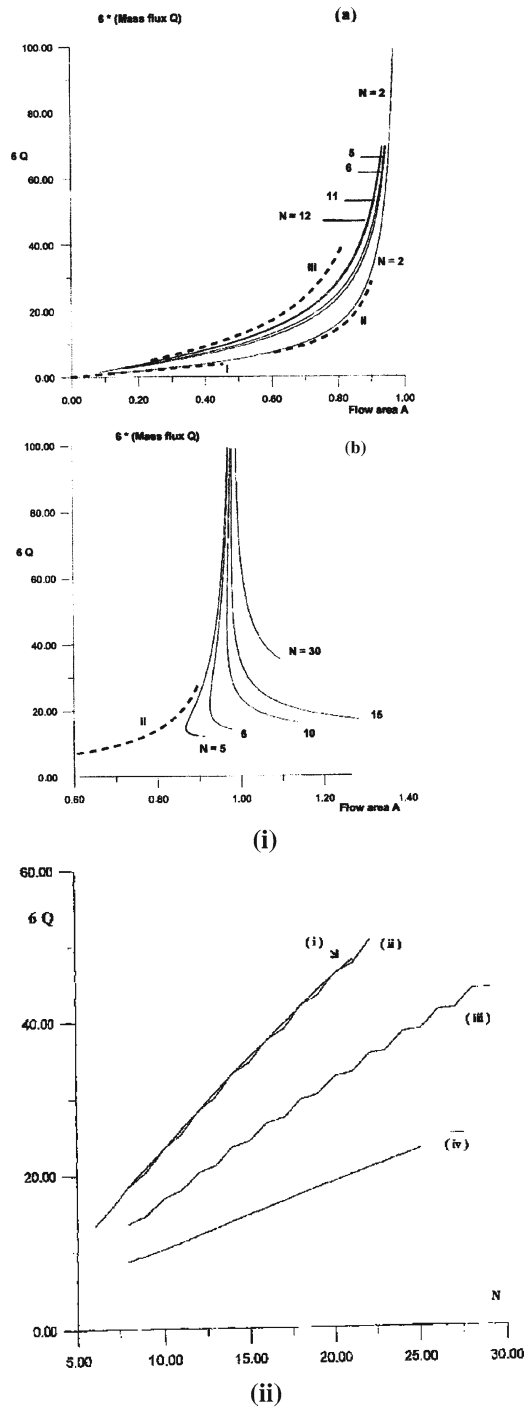 6 * (Mass flux Q)
(a)
100.00
N = 2
80.00
6 Q
5
60.00
6
11
N = 12
40.00
III
N = 2
20.00
II
I
0.00
0.00 0.20 0.40 0.60 0.80 1.00
Flow area A
6 * (Mass flux Q)
(b)
100.00
80.00
6 Q
60.00
40.00
N = 30
II
20.00
15
6
10
N = 5
0.00
0.60 0.80 1.00 1.20 1.40
Flow area A
(i)
60.00
6 Q
(i)
(ii)
40.00
(iii)
(iv)
20.00
N
0.00
5.00 10.00 15.00 20.00 25.00 30.00
(ii)